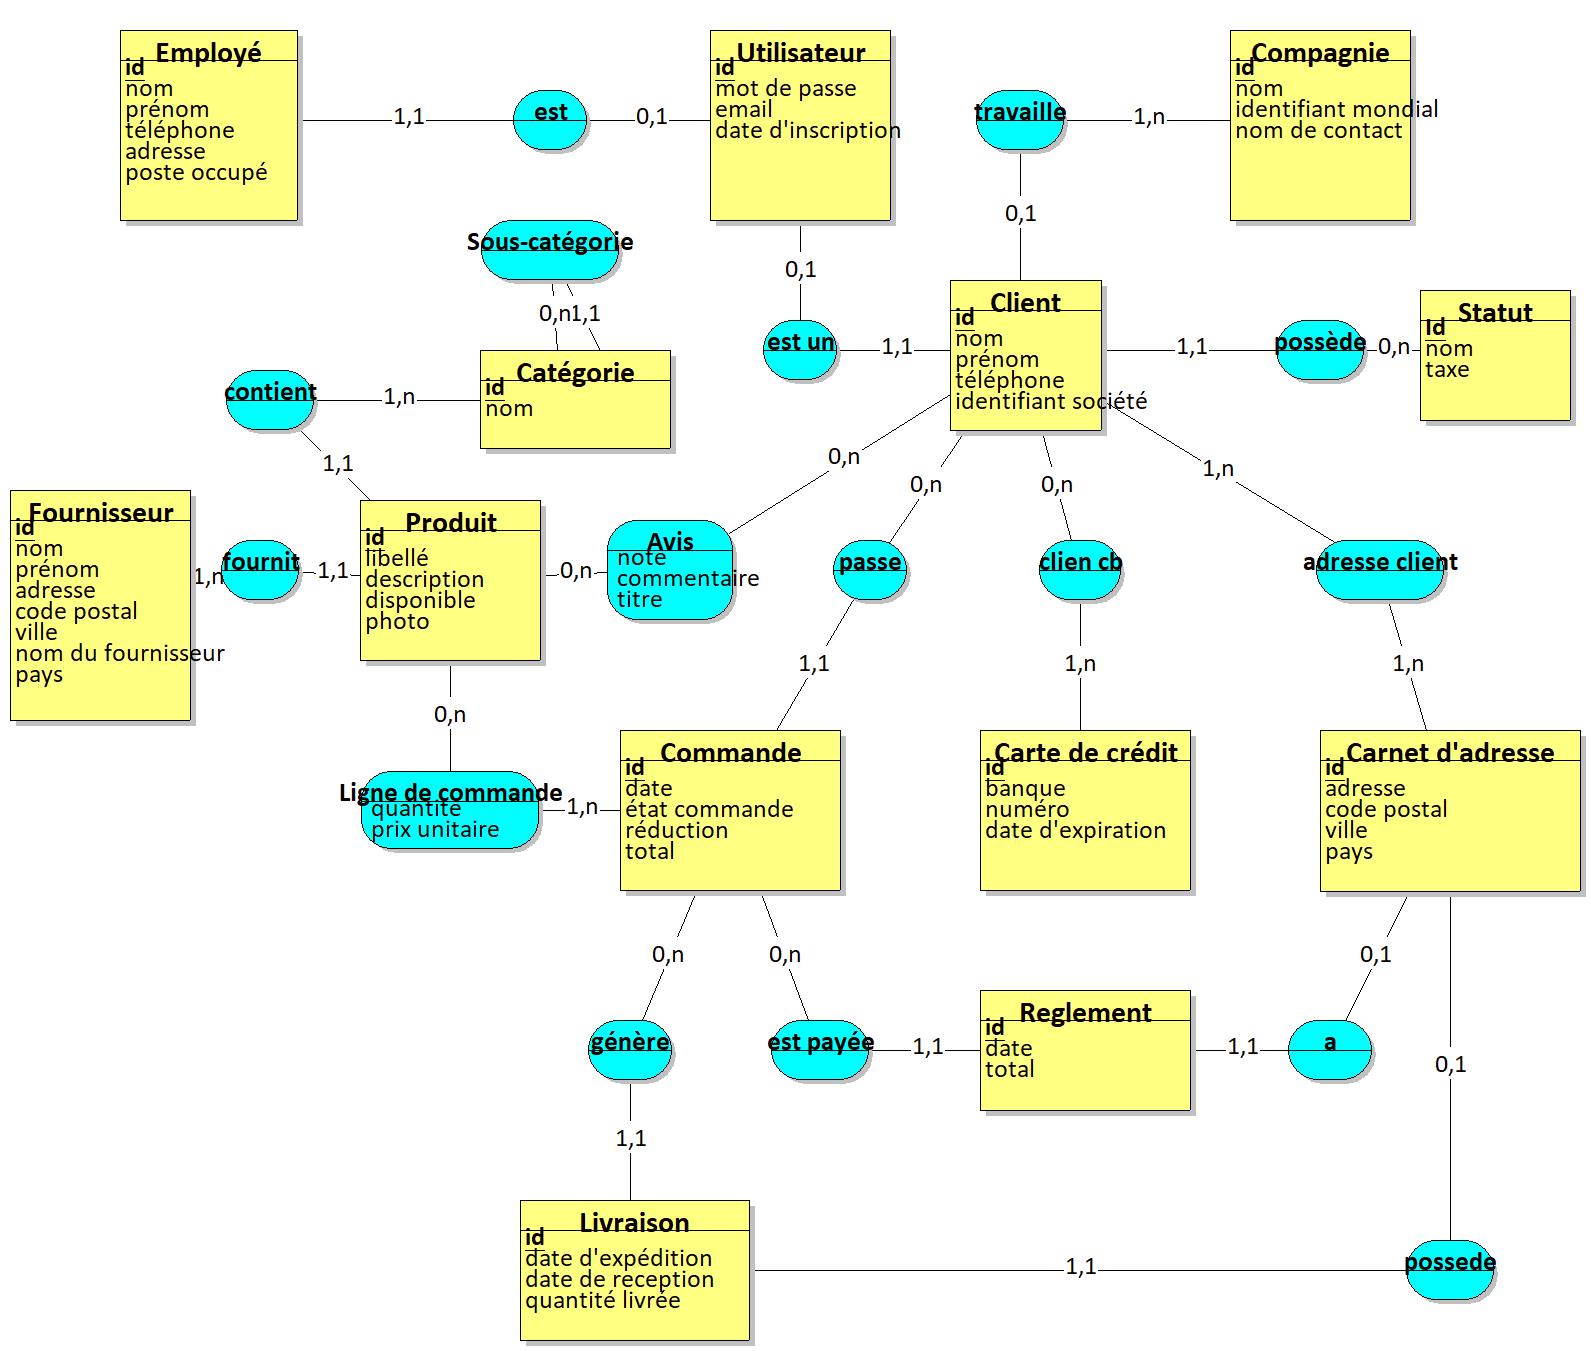 Employé
id
nom
prénom
téléphone
adresse
poste occupé
1,1
est
0,1
Utilisateur
id
mot de passe
email
date d'inscription
travaille
1,n
Compagnie
id
nom
identifiant mondial
nom de contact
0,1
0,1
Sous-catégorie
0,n
1,1
Catégorie
id
nom
contient
1,n
1,1
est un
1,1
Client
id
nom
prénom
téléphone
identifiant société
1,1
possède
0,n
Statut
Id
nom
taxe
0,n
0,n
0,n
1,n
Fournisseur
id
nom
prénom
adresse
code postal
ville
nom du fournisseur
pays
1,n
fournit
1,1
Produit
id
libellé
description
disponible
photo
0,n
Avis
note
commentaire
titre
passe
clien cb
adresse client
1,1
1,n
1,n
0,n
Ligne de commande
quantité
prix unitaire
1,n
Commande
id
date
état commande
réduction
total
Carte de crédit
id
banque
numéro
date d'expiration
Carnet d'adresse
id
adresse
code postal
ville
pays
0,n
0,n
0,1
0,1
génère
est payée
1,1
Reglement
id
date
total
1,1
a
1,1
Livraison
id
date d'expédition
date de reception
quantité livrée
1,1
possede